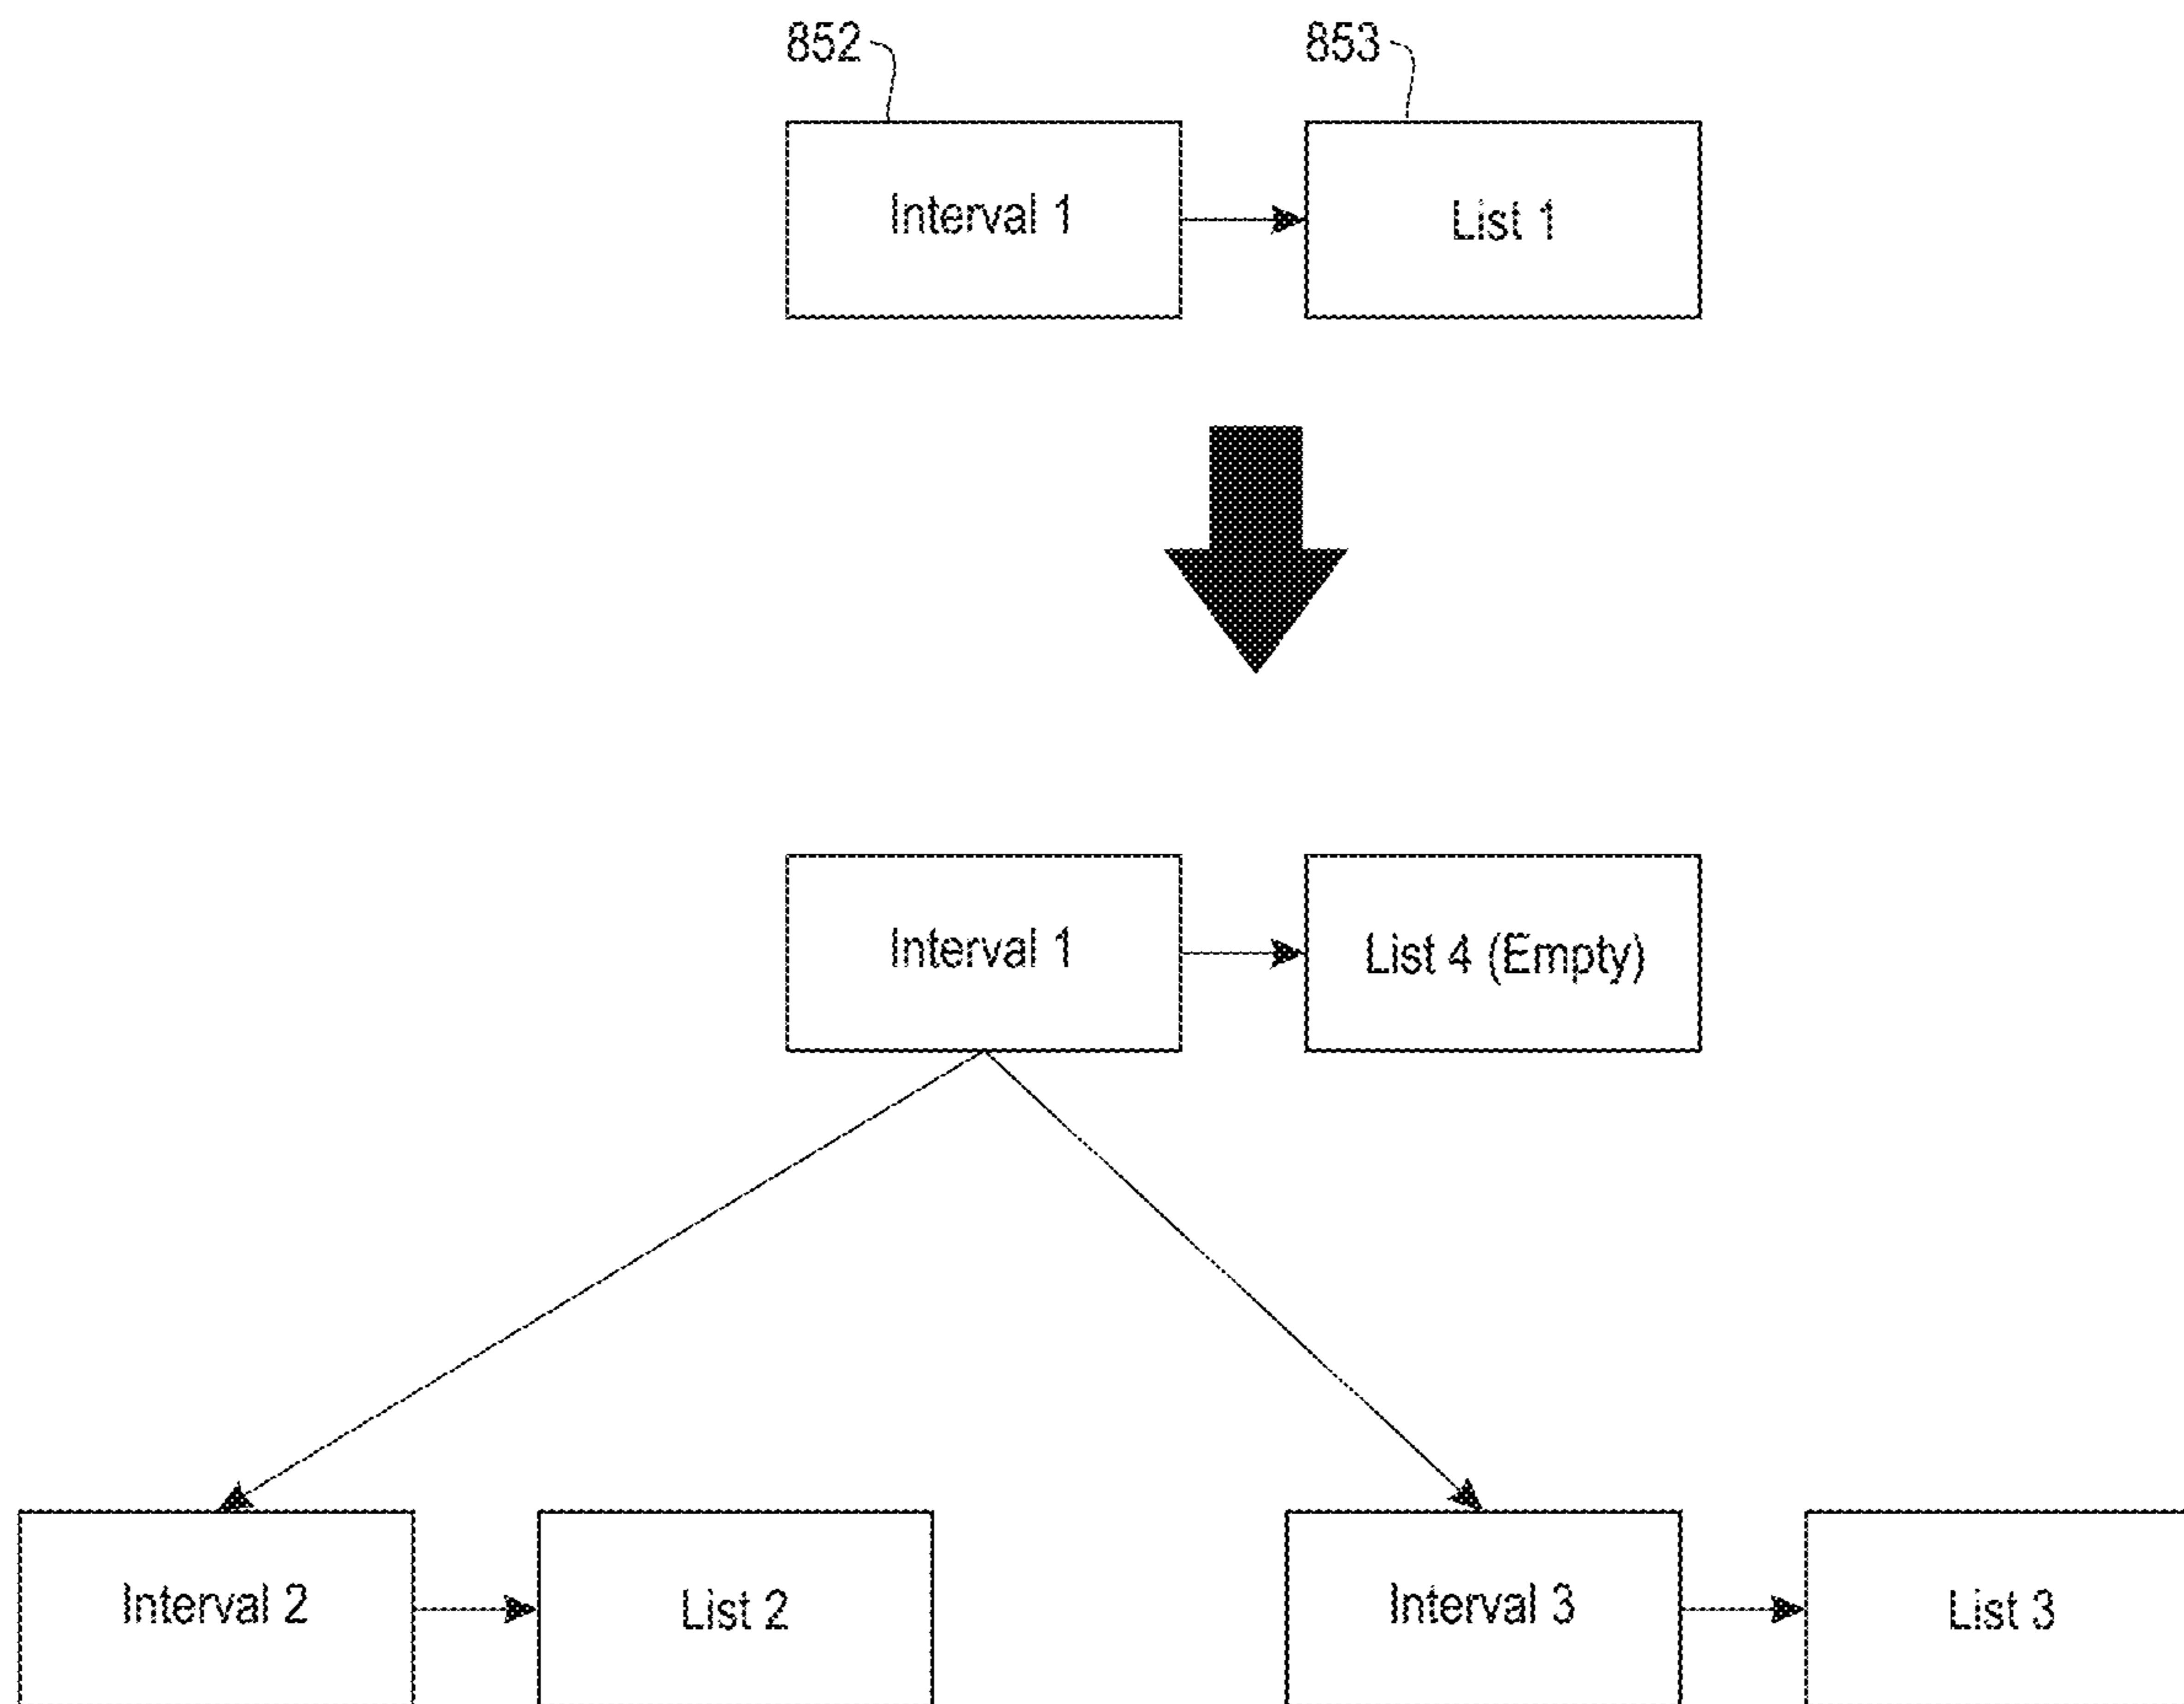 852 853
Interval 1 List 1
Interval 1 List 4 (Empty)
Interval 2 List 2 Interval 3 List 3